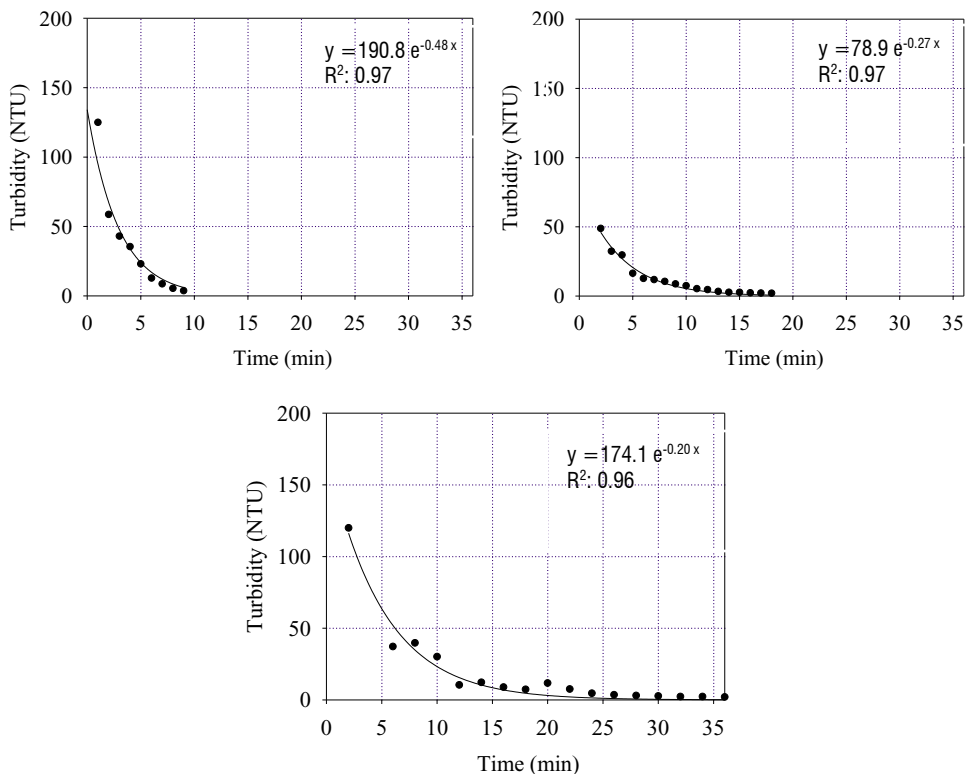 200
150
100
50
0
Turbidity (NTU)
y = 190.8 e^-0.48 x
R²: 0.97
0 5 10 15 20 25 30 35
Time (min)
200
150
100
50
0
Turbidity (NTU)
y = 78.9 e^-0.27 x
R²: 0.97
0 5 10 15 20 25 30 35
Time (min)
200
150
100
50
0
Turbidity (NTU)
y = 174.1 e^-0.20 x
R²: 0.96
0 5 10 15 20 25 30 35
Time (min)